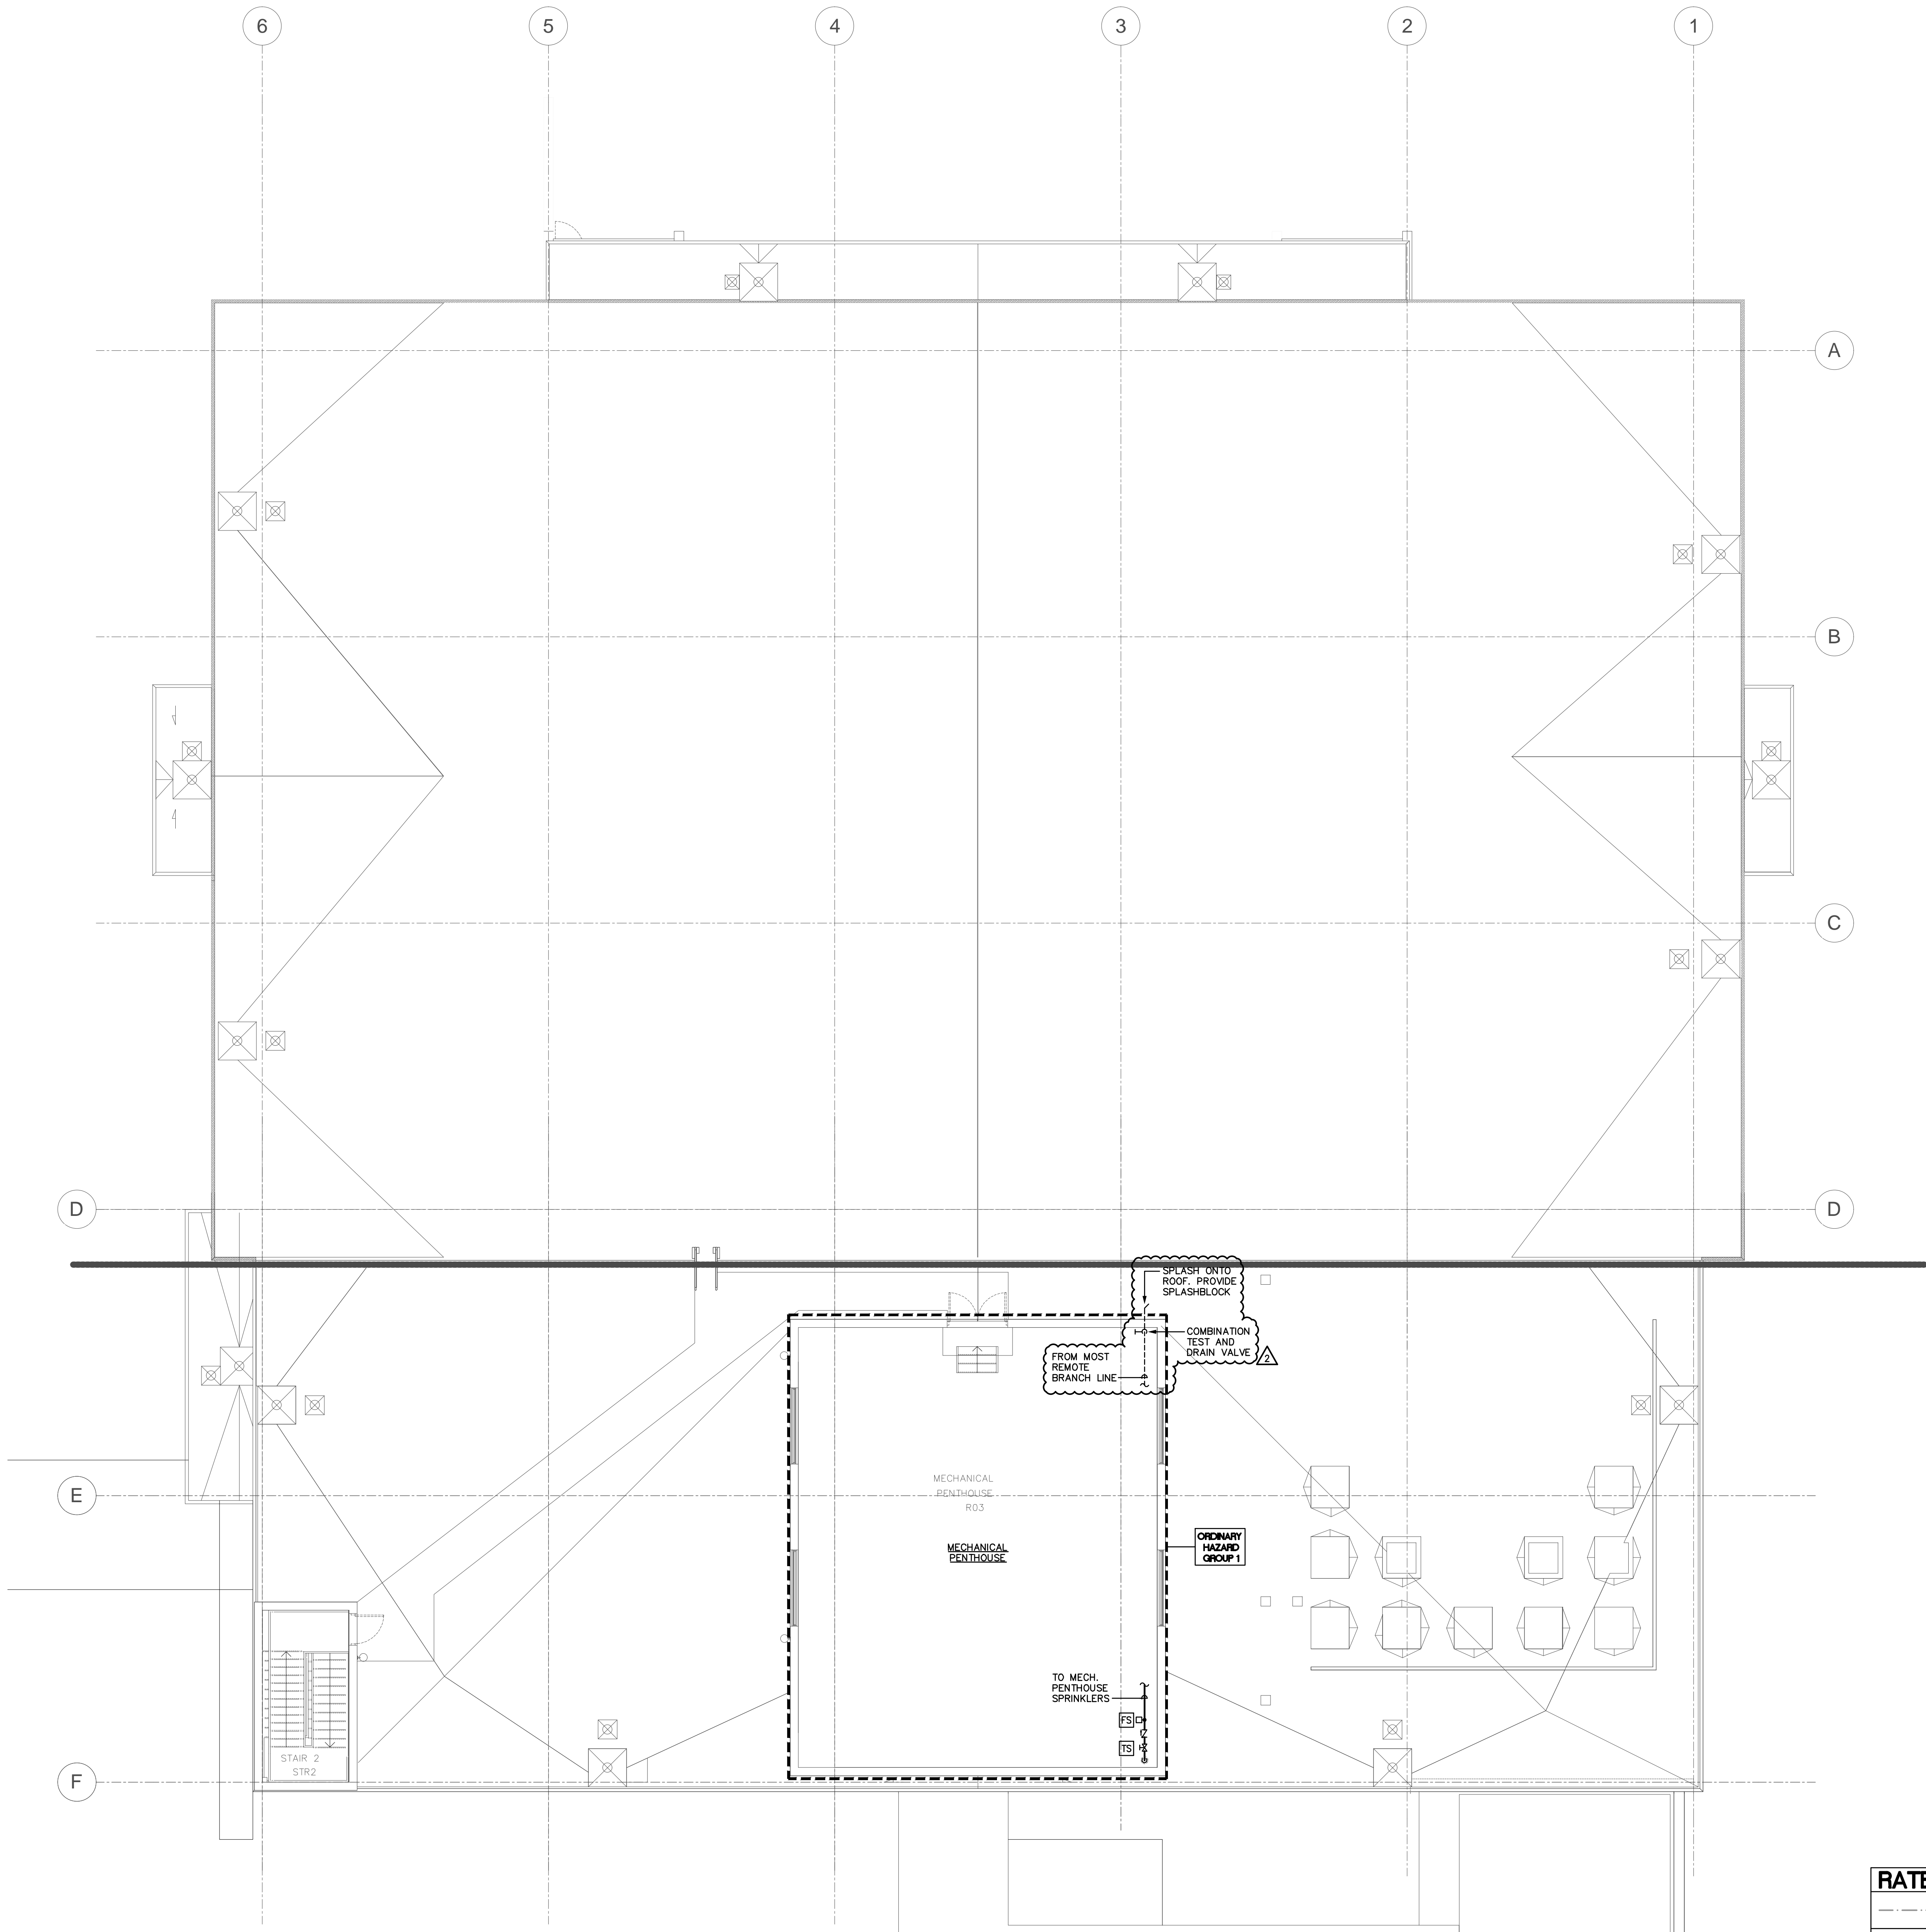 6
5
4
3
2
1
A
B
C
D
D
SPLASH ONTO
ROOF. PROVIDE
SPLASHBLOCK
COMBINATION
TEST AND
DRAIN VALVE
2
FROM MOST
REMOTE
BRANCH LINE
E
MECHANICAL
PENTHOUSE
R03
MECHANICAL
PENTHOUSE
ORDINARY
HAZARD
GROUP 1
TO MECH.
PENTHOUSE
SPRINKLERS
FS
TS
STAIR 2
STR2
F